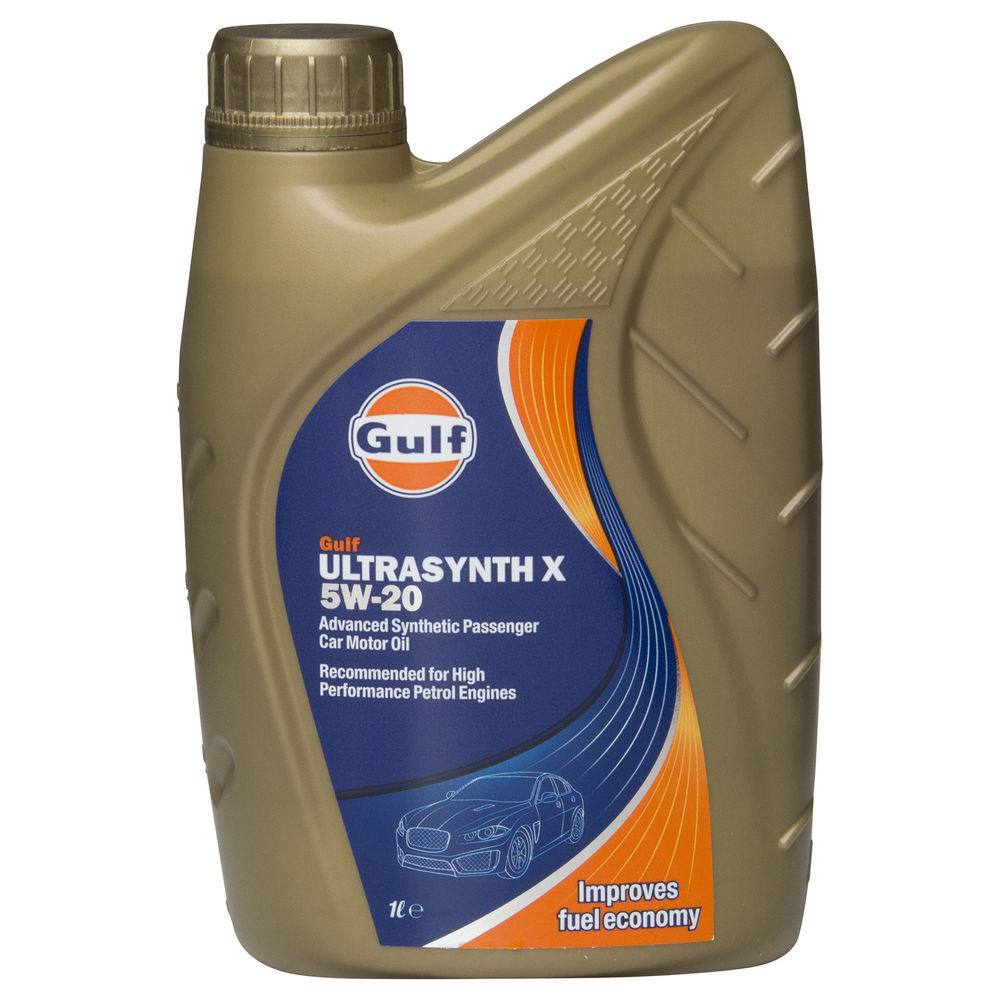 Gulf
Gulf
ULTRASYNTH X
5W-20
Advanced Synthetic Passenger
Car Motor Oil
Recommended for High
Performance Petrol Engines
1ℓ ℮
Improves
fuel economy